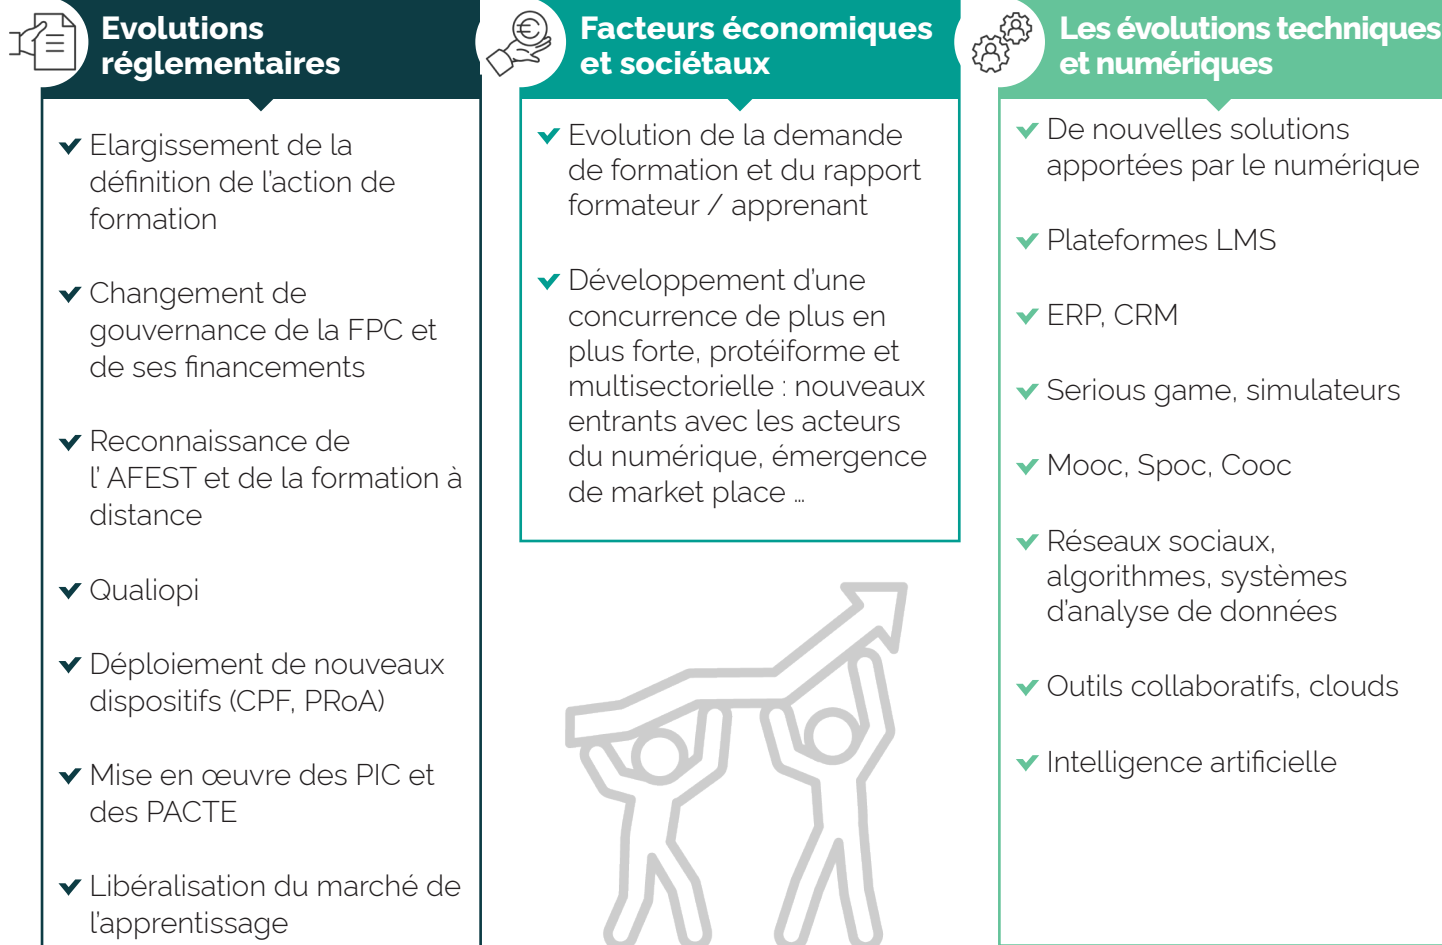 Evolutions
réglementaires
Elargissement de la
définition de l'action de
formation
Changement de
gouvernance de la FPC et
de ses financements
Reconnaissance de
l' AFEST et de la formation à
distance
Qualiopi
Déploiement de nouveaux
dispositifs (CPF, PRoA)
Mise en œuvre des PIC et
des PACTE
Libéralisation du marché de
l'apprentissage
Facteurs économiques
et sociétaux
Evolution de la demande
de formation et du rapport
formateur / apprenant
Développement d'une
concurrence de plus en
plus forte, protéiforme et
multisectorielle : nouveaux
entrants avec les acteurs
du numérique, émergence
de market place ...
Les évolutions techniques
et numériques
De nouvelles solutions
apportées par le numérique
Plateformes LMS
ERP, CRM
Serious game, simulateurs
Mooc, Spoc, Cooc
Réseaux sociaux,
algorithmes, systèmes
d'analyse de données
Outils collaboratifs, clouds
Intelligence artificielle